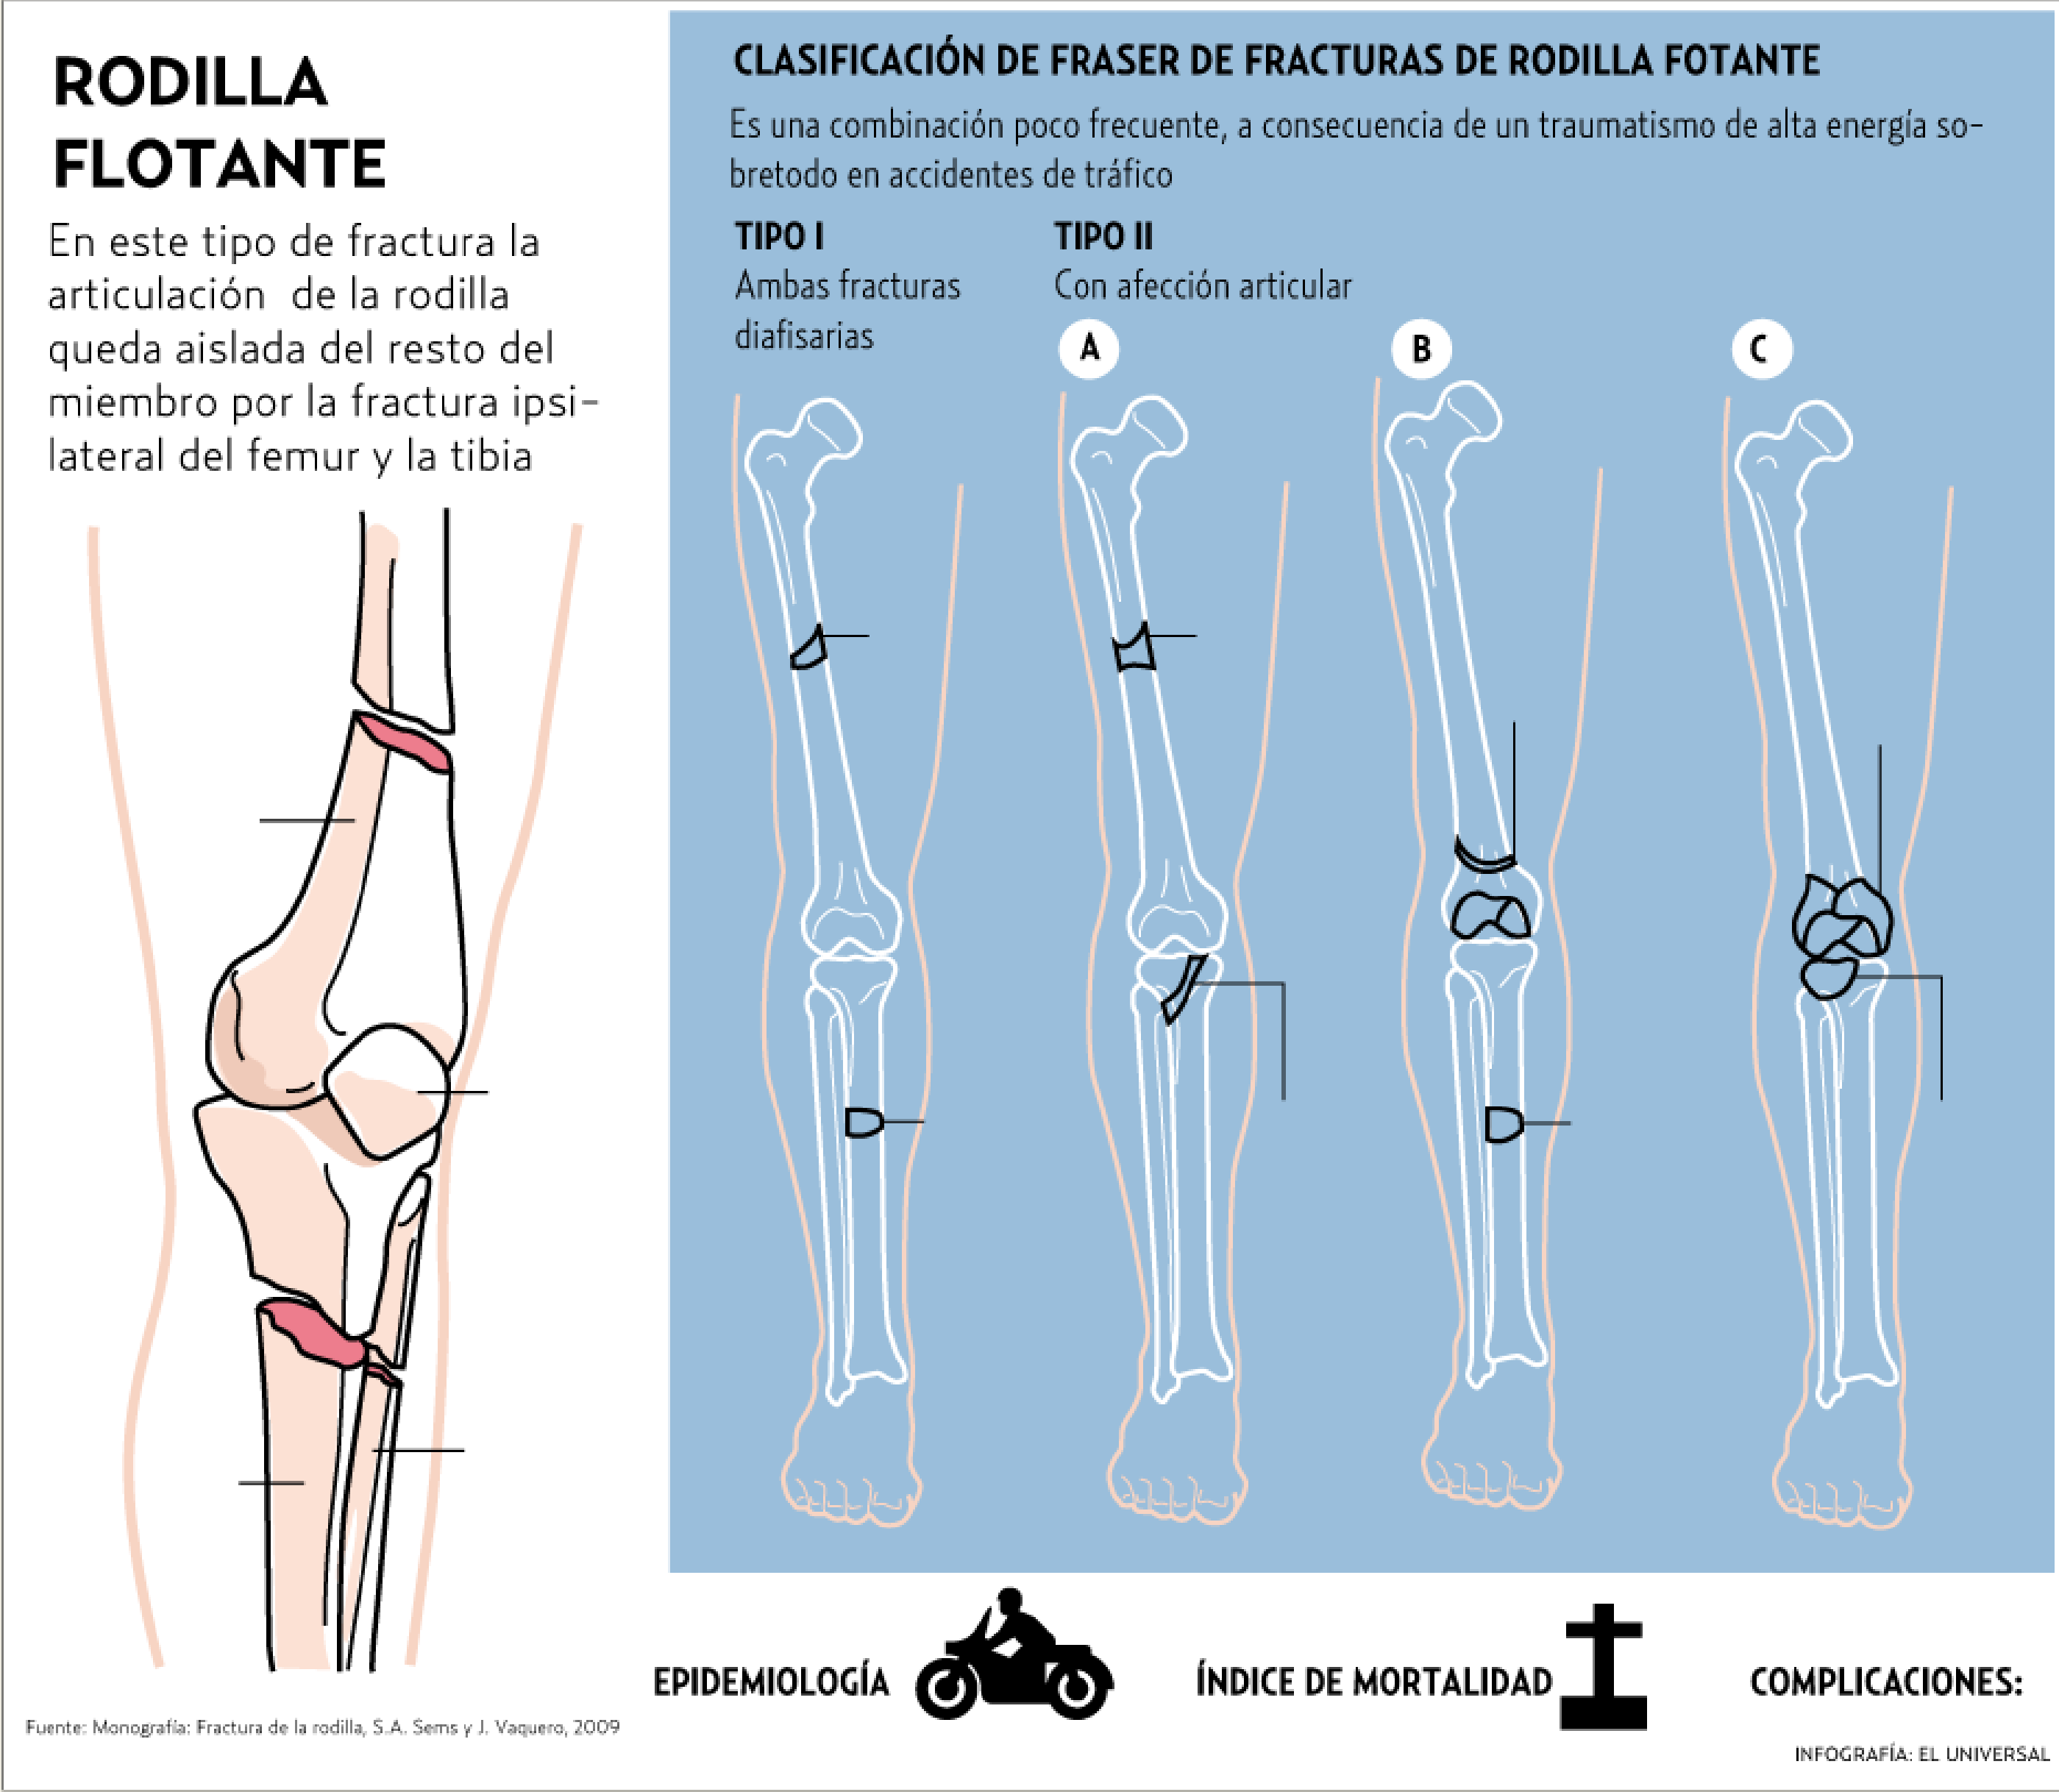 RODILLA
FLOTANTE
En este tipo de fractura la
articulación de la rodilla
queda aislada del resto del
miembro por la fractura ipsi-
lateral del femur y la tibia
CLASIFICACIÓN DE FRASER DE FRACTURAS DE RODILLA FOTANTE
Es una combinación poco frecuente, a consecuencia de un traumatismo de alta energía so-
bretodo en accidentes de tráfico
TIPO I
Ambas fracturas
diafisarias
TIPO II
Con afección articular
A
B
C
EPIDEMIOLOGÍA
ÍNDICE DE MORTALIDAD
COMPLICACIONES:
Fuente: Monografía: Fractura de la rodilla, S.A. Sems y J. Vaquero, 2009
INFOGRAFÍA: EL UNIVERSAL